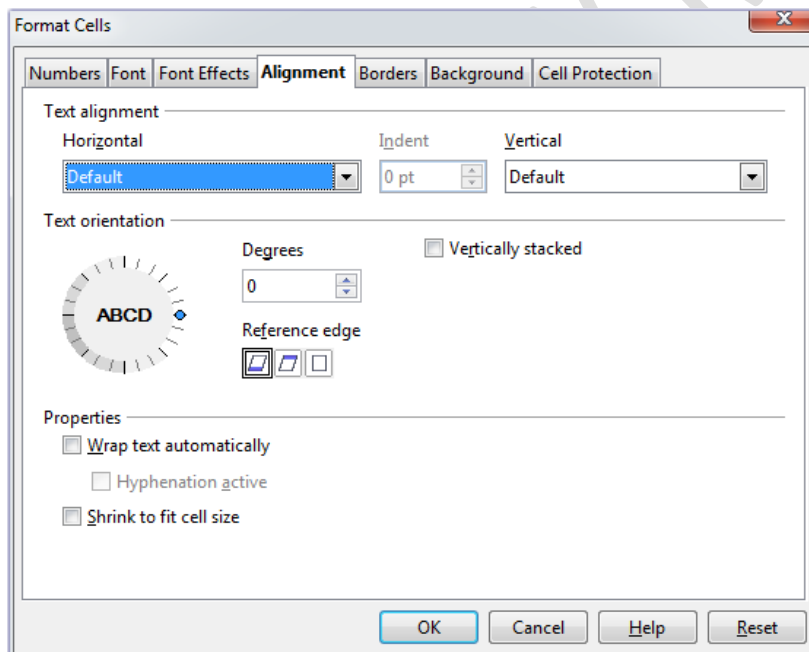 Format Cells
Numbers Font Font Effects Alignment Borders Background Cell Protection
Text alignment
Horizontal Indent Vertical
Default 0 pt Default
Text orientation
Degrees Vertically stacked
0
ABCD
Reference edge
Properties
Wrap text automatically
Hyphenation active
Shrink to fit cell size
OK Cancel Help Reset